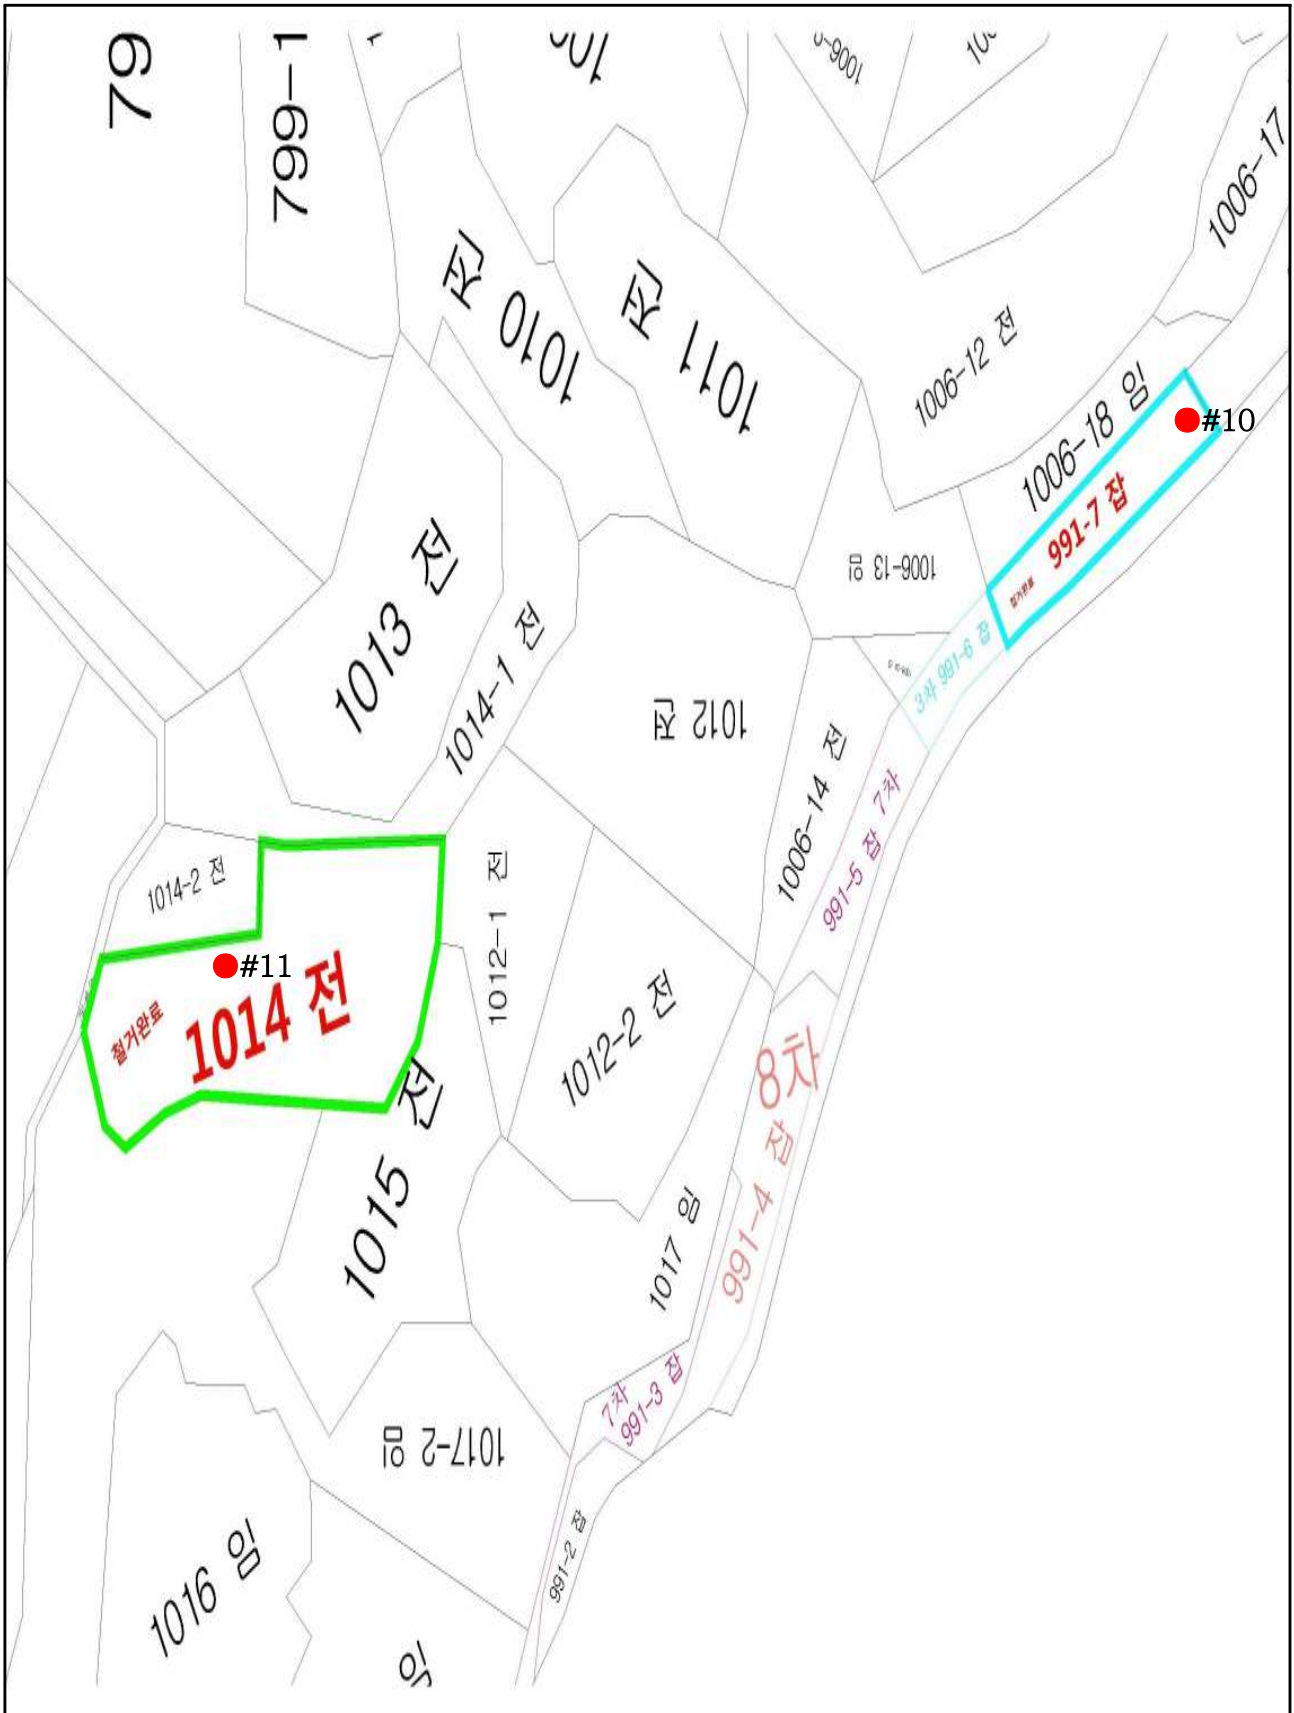 79
799-1
1010 전
1011 전
1006-17
1006-12 전
1006-18 임
#10
991-7 잡
철거완료
1006-13 임
3차 991-6 잡
1013 전
1014-1 전
1012 전
1006-14 전
991-5 잡 7차
1014-2 전
#11
1014 전
철거완료
1012-1 전
1012-2 전
8차
991-4 잡
1015 전
1017 임
7차
991-3 잡
1017-2 임
991-2 잡
1016 임